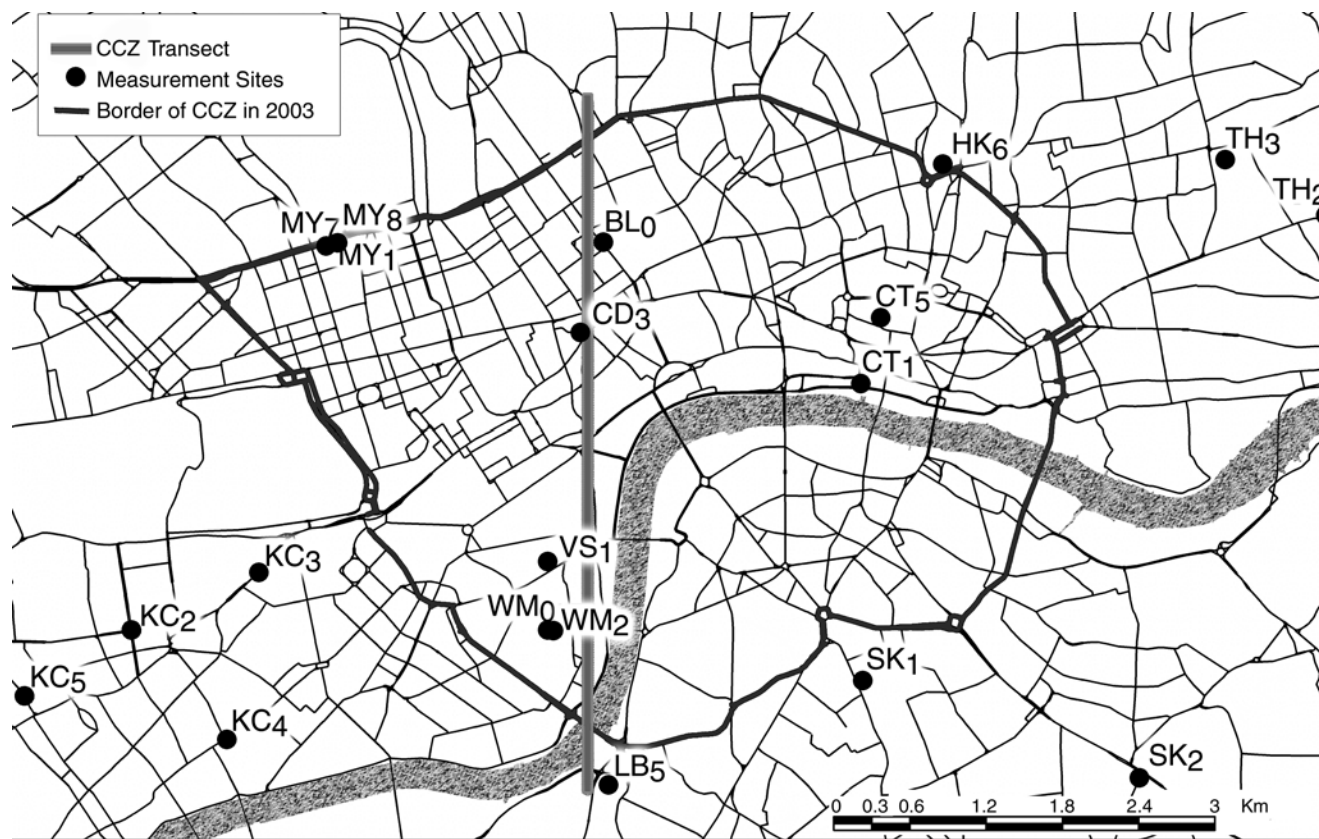 CCZ Transect
Measurement Sites
Border of CCZ in 2003
HK6
TH3
TH2
MY7
MY8
MY1
BL0
CD3
CT5
CT1
VS1
KC3
WM0
WM2
KC2
KC5
SK1
KC4
SK2
LB5
0 0.3 0.6 1.2 1.8 2.4 3 Km